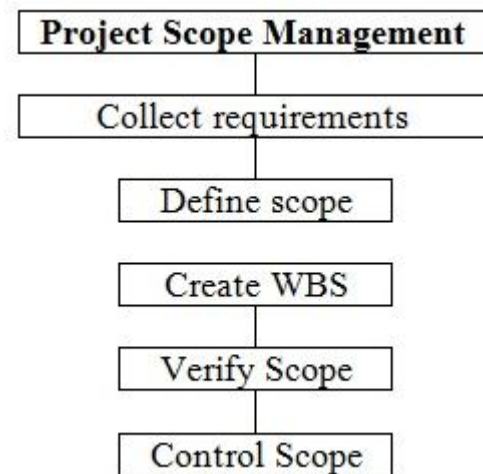 Project Scope Management
Collect requirements
Define scope
Create WBS
Verify Scope
Control Scope